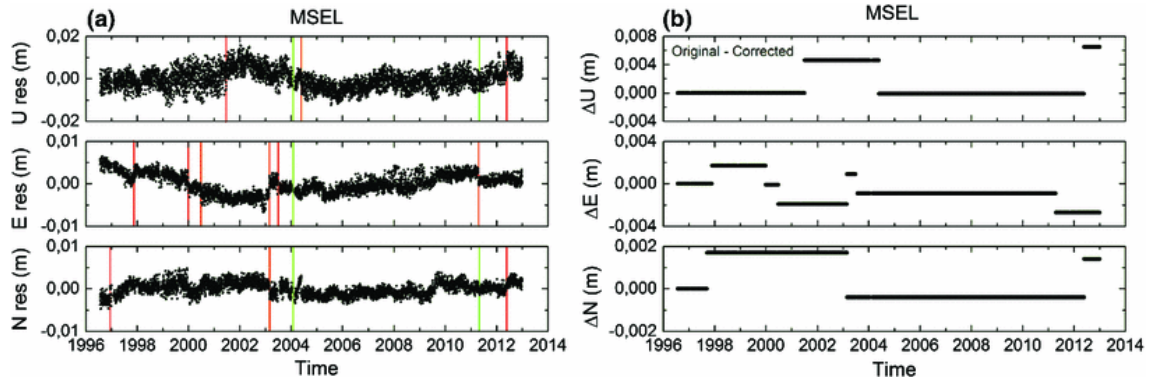 (a)
MSEL
U res (m)
0,02
0,00
-0,02
E res (m)
0,01
0,00
-0,01
N res (m)
0,01
0,00
-0,01
1996 1998 2000 2002 2004 2006 2008 2010 2012 2014
Time
(b)
MSEL
Original - Corrected
ΔU (m)
0,008
0,004
0,000
-0,004
ΔE (m)
0,004
0,000
-0,004
ΔN (m)
0,002
0,000
-0,002
1996 1998 2000 2002 2004 2006 2008 2010 2012 2014
Time